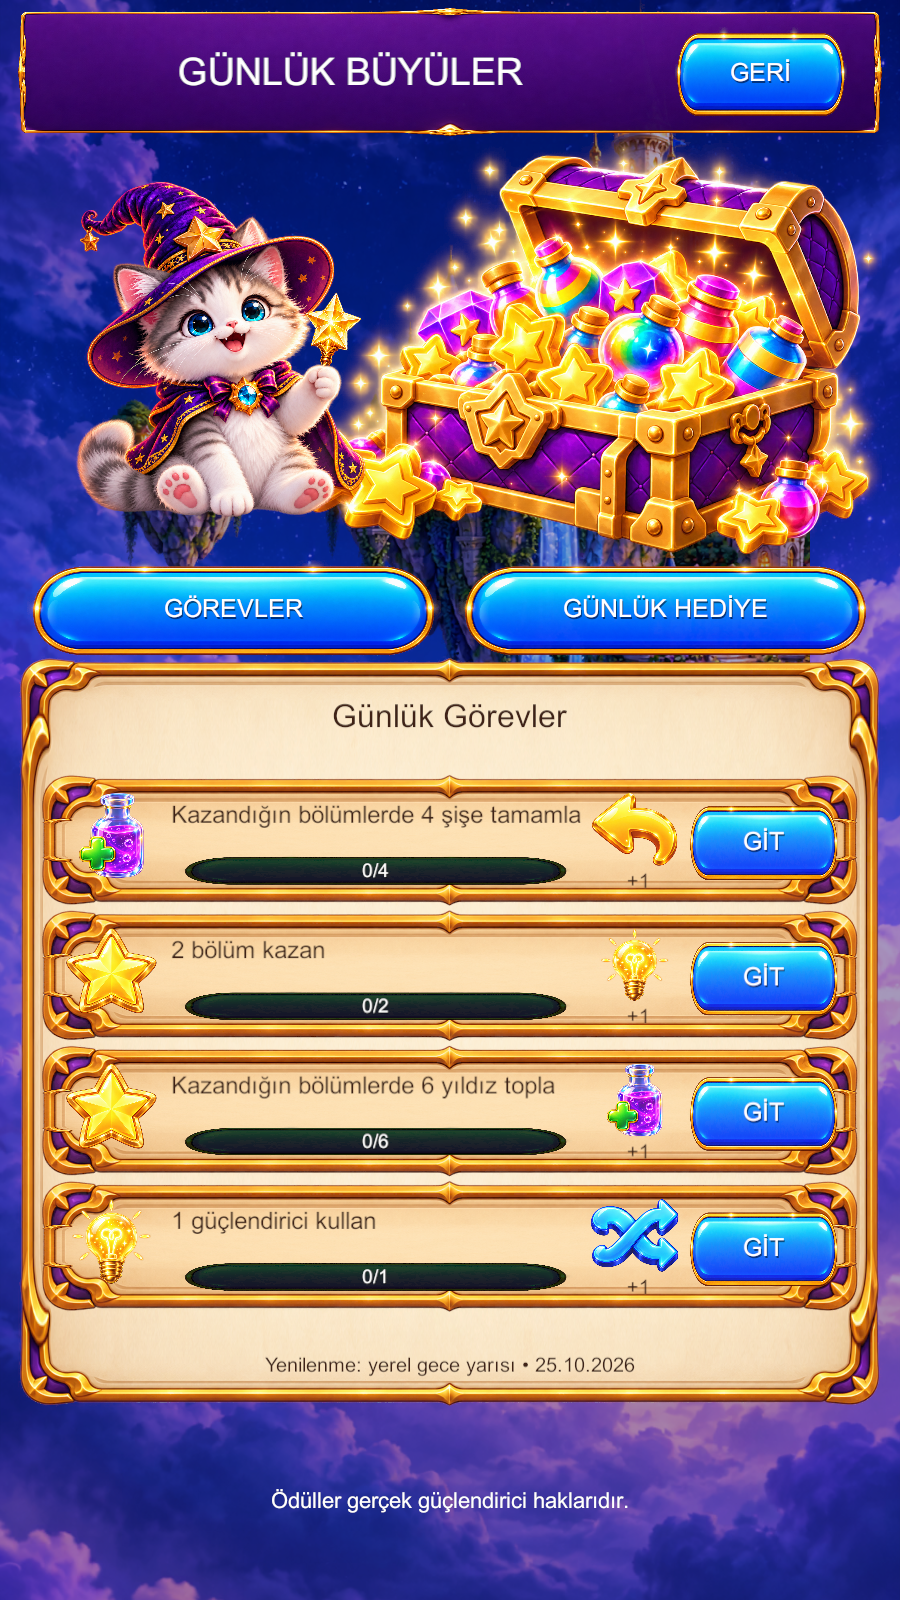 GÜNLÜK BÜYÜLER
GERİ
GÖREVLER
GÜNLÜK HEDİYE
Günlük Görevler
Kazandığın bölümlerde 4 şişe tamamla
0/4
+1
GİT
2 bölüm kazan
0/2
+1
GİT
Kazandığın bölümlerde 6 yıldız topla
0/6
+1
GİT
1 güçlendirici kullan
0/1
+1
GİT
Yenilenme: yerel gece yarısı • 25.10.2026
Ödüller gerçek güçlendirici haklarıdır.